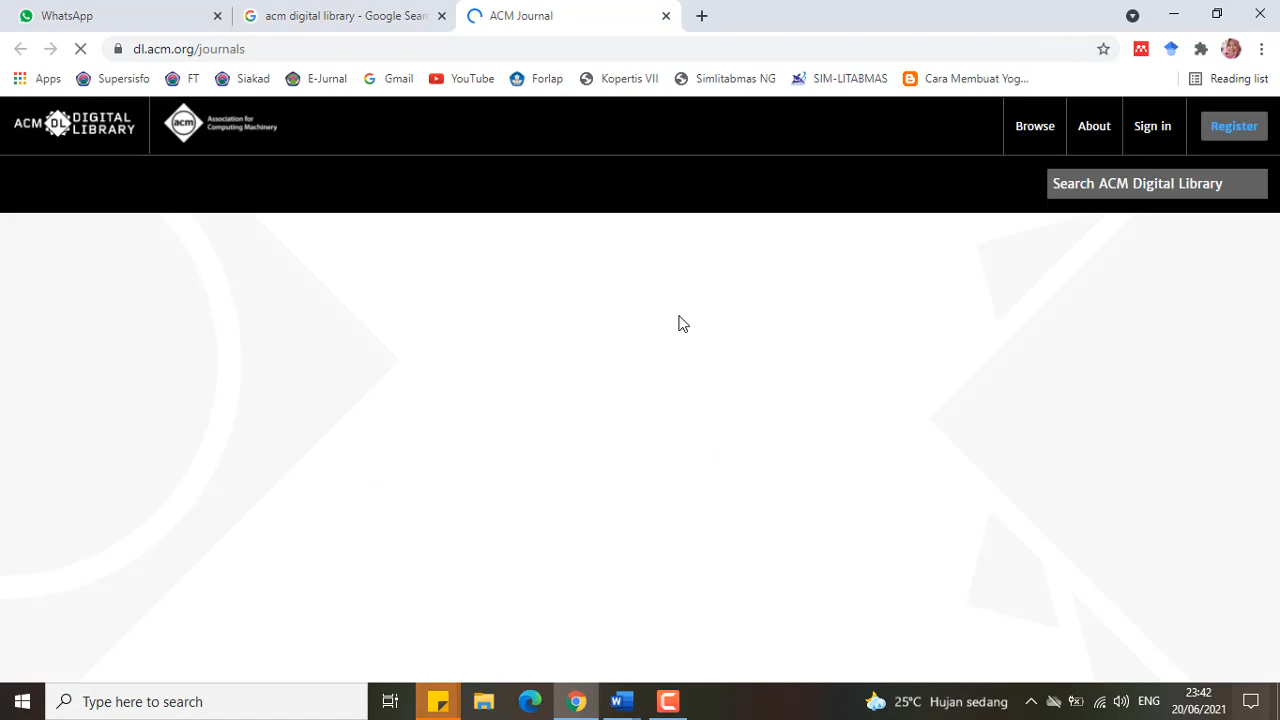 WhatsApp
acm digital library - Google Searc
ACM Journal
dl.acm.org/journals
Apps
Supersisfo
FT
Siakad
E-Jurnal
Gmail
YouTube
Forlap
Kopertis VII
Simlitabmas NG
SIM-LITABMAS
Cara Membuat Yog...
Reading list
ACM DL DIGITAL LIBRARY
acm Association for
Computing Machinery
Browse
About
Sign in
Register
Search ACM Digital Library
Type here to search
25°C Hujan sedang
ENG
23:42
20/06/2021